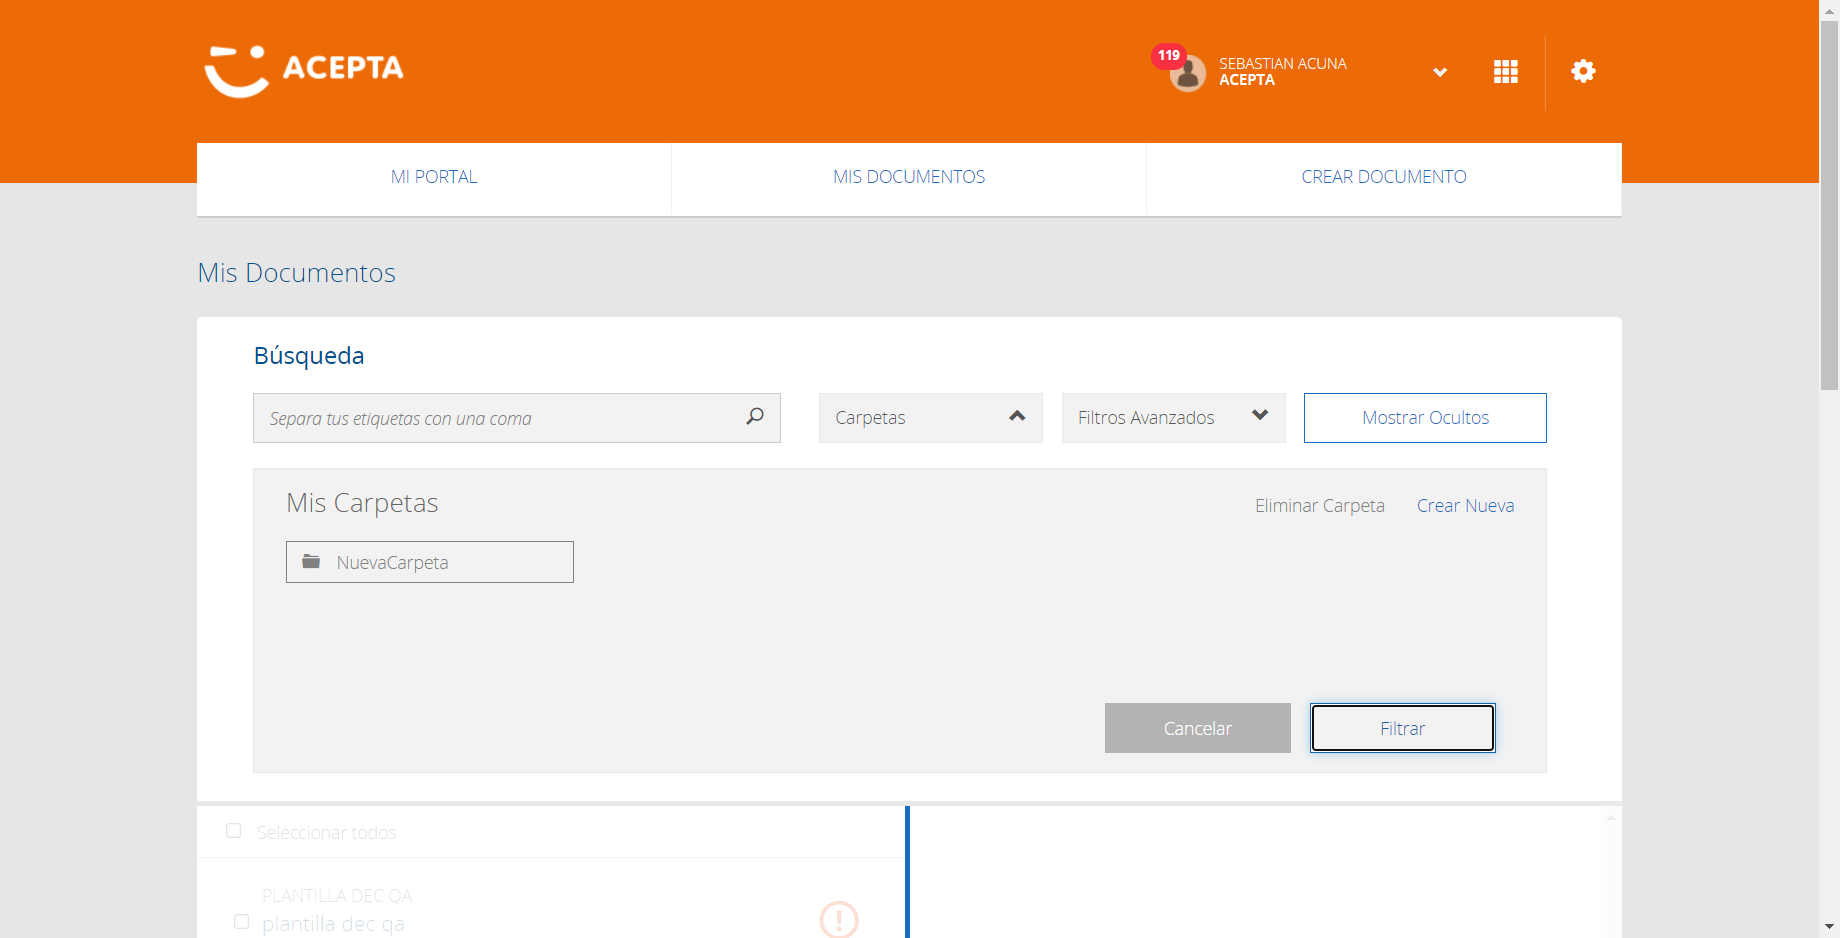 ACEPTA
119
SEBASTIAN ACUNA
ACEPTA
MI PORTAL
MIS DOCUMENTOS
CREAR DOCUMENTO
Mis Documentos
Búsqueda
Separa tus etiquetas con una coma
Carpetas
Filtros Avanzados
Mostrar Ocultos
Mis Carpetas
Eliminar Carpeta
Crear Nueva
NuevaCarpeta
Cancelar
Filtrar
Seleccionar todos
PLANTILLA DEC QA
plantilla dec qa